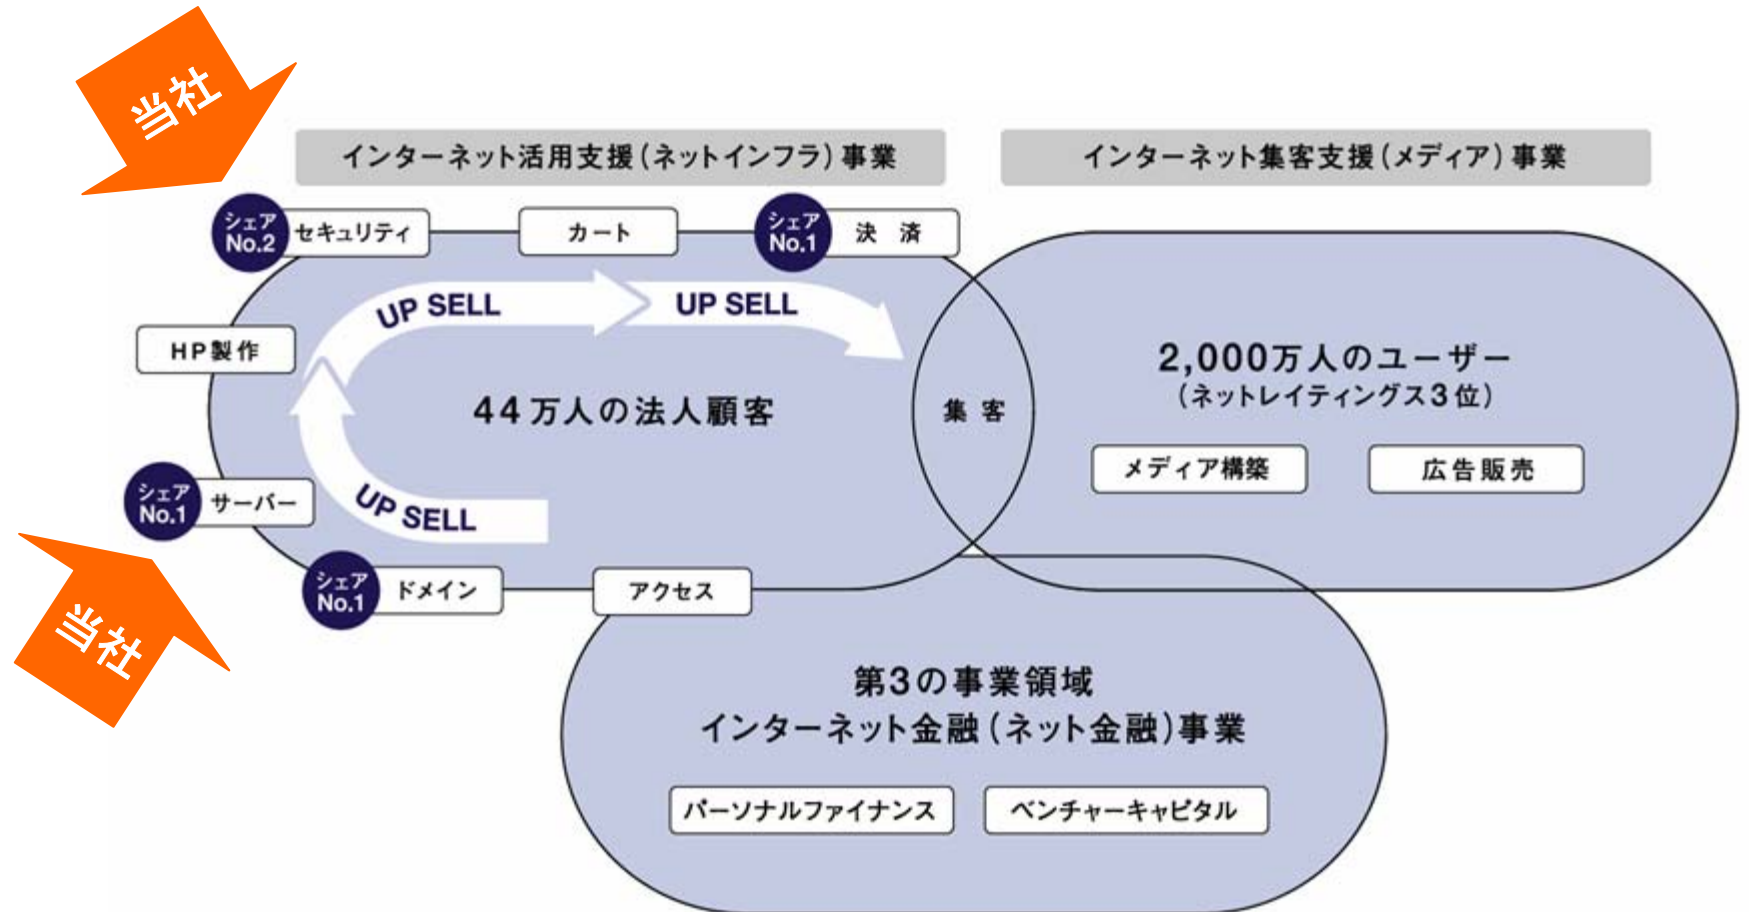 当社
インターネット活用支援(ネットインフラ)事業
インターネット集客支援(メディア)事業
シェア
No.2
セキュリティ
カート
シェア
No.1
決済
UP SELL
UP SELL
HP製作
2,000万人のユーザー
(ネットレイティングス3位)
44万人の法人顧客
集客
メディア構築
広告販売
シェア
No.1
サーバー
UP SELL
シェア
No.1
ドメイン
アクセス
当社
第3の事業領域
インターネット金融(ネット金融)事業
パーソナルファイナンス
ベンチャーキャピタル